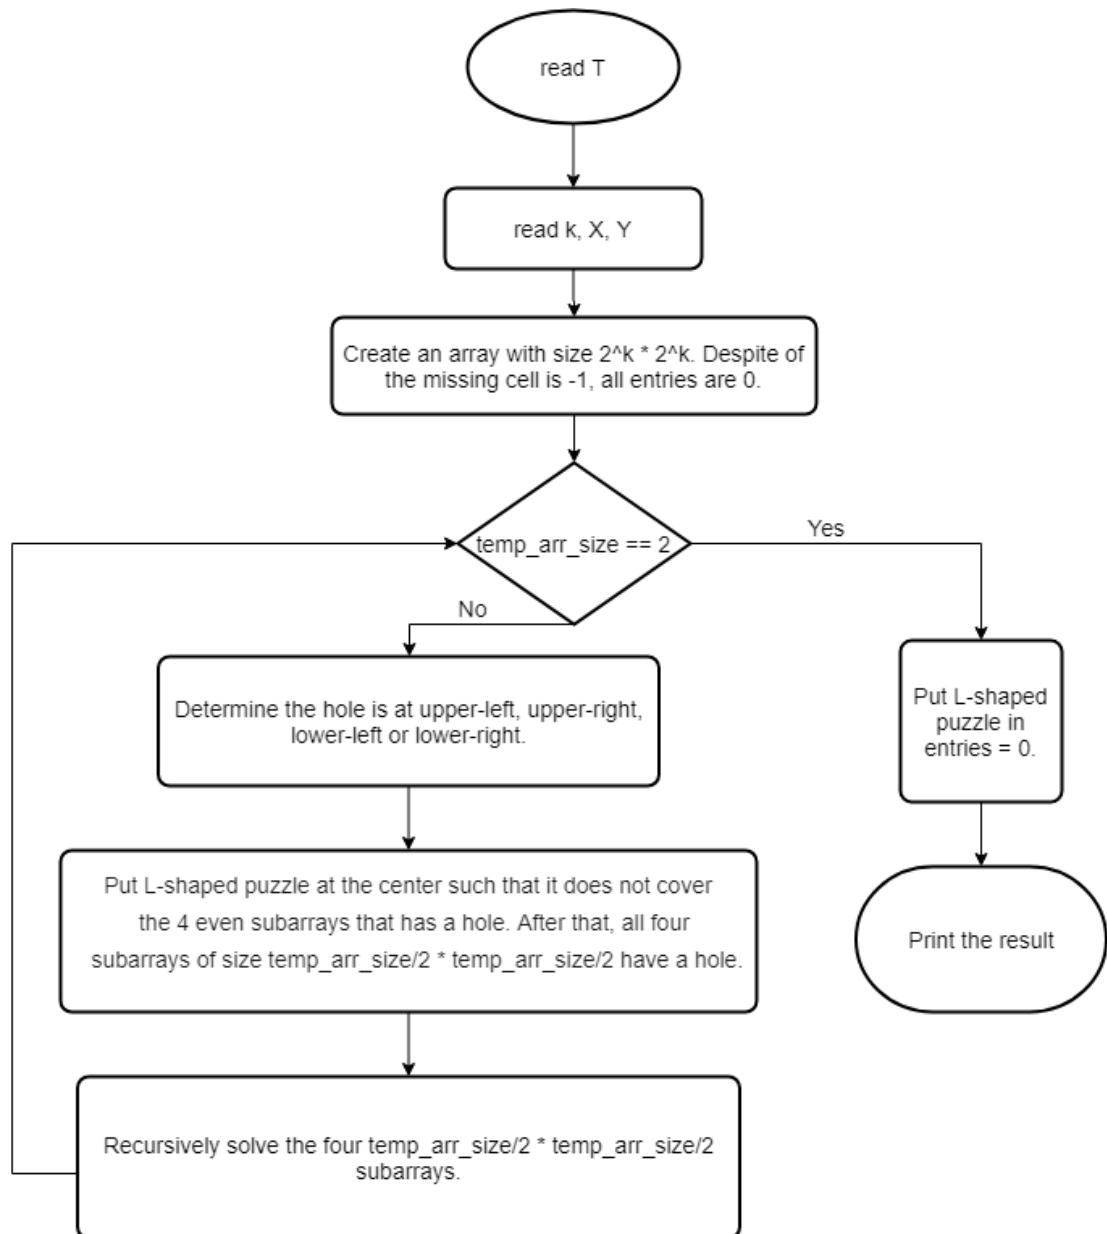 read T
read k, X, Y
Create an array with size 2^k * 2^k. Despite of
the missing cell is -1, all entries are 0.
temp_arr_size == 2
Yes
No
Determine the hole is at upper-left, upper-right,
lower-left or lower-right.
Put L-shaped
puzzle in
entries = 0.
Put L-shaped puzzle at the center such that it does not cover
the 4 even subarrays that has a hole. After that, all four
subarrays of size temp_arr_size/2 * temp_arr_size/2 have a hole.
Print the result
Recursively solve the four temp_arr_size/2 * temp_arr_size/2
subarrays.